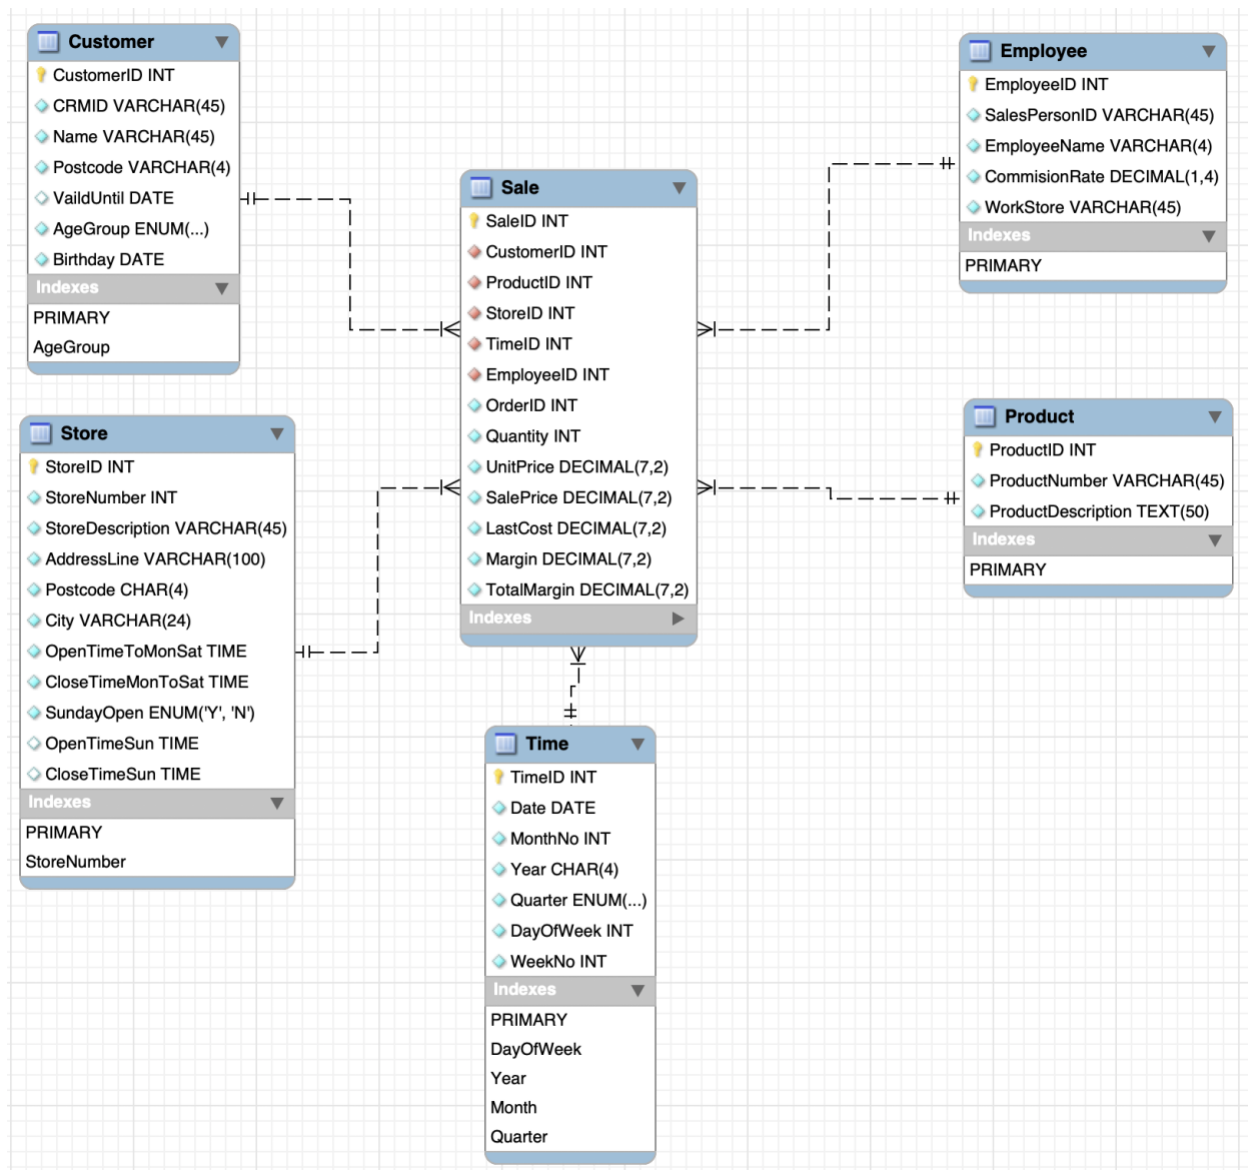 Customer
CustomerID INT
CRMID VARCHAR(45)
Name VARCHAR(45)
Postcode VARCHAR(4)
VaildUntil DATE
AgeGroup ENUM(...)
Birthday DATE
Indexes
PRIMARY
AgeGroup
Store
StoreID INT
StoreNumber INT
StoreDescription VARCHAR(45)
AddressLine VARCHAR(100)
Postcode CHAR(4)
City VARCHAR(24)
OpenTimeToMonSat TIME
CloseTimeMonToSat TIME
SundayOpen ENUM('Y', 'N')
OpenTimeSun TIME
CloseTimeSun TIME
Indexes
PRIMARY
StoreNumber
Sale
SaleID INT
CustomerID INT
ProductID INT
StoreID INT
TimeID INT
EmployeeID INT
OrderID INT
Quantity INT
UnitPrice DECIMAL(7,2)
SalePrice DECIMAL(7,2)
LastCost DECIMAL(7,2)
Margin DECIMAL(7,2)
TotalMargin DECIMAL(7,2)
Indexes
Time
TimeID INT
Date DATE
MonthNo INT
Year CHAR(4)
Quarter ENUM(...)
DayOfWeek INT
WeekNo INT
Indexes
PRIMARY
DayOfWeek
Year
Month
Quarter
Employee
EmployeeID INT
SalesPersonID VARCHAR(45)
EmployeeName VARCHAR(4)
CommisionRate DECIMAL(1,4)
WorkStore VARCHAR(45)
Indexes
PRIMARY
Product
ProductID INT
ProductNumber VARCHAR(45)
ProductDescription TEXT(50)
Indexes
PRIMARY